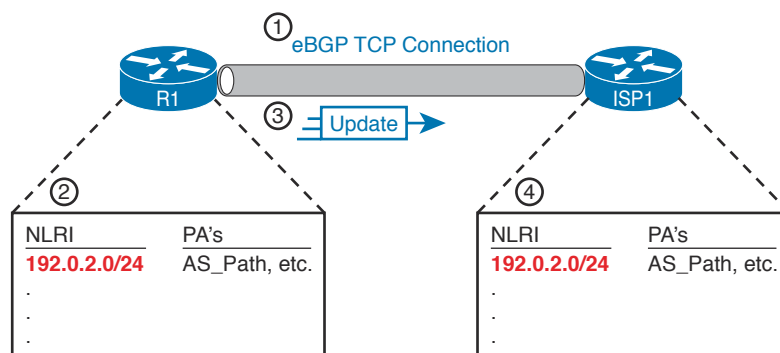 1
eBGP TCP Connection
R1
ISP1
3
Update
2
NLRI PA's
192.0.2.0/24 AS_Path, etc.
.
.
.
4
NLRI PA's
192.0.2.0/24 AS_Path, etc.
.
.
.